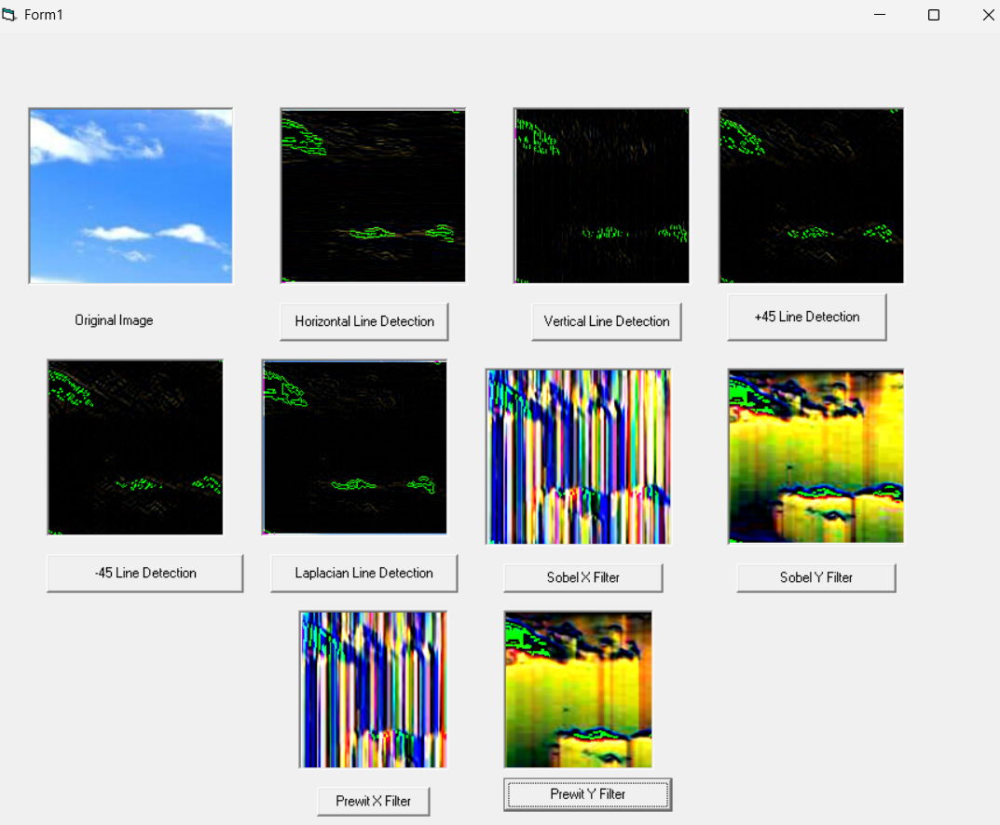 Form1
Original Image
Horizontal Line Detection
Vertical Line Detection
+45 Line Detection
-45 Line Detection
Laplacian Line Detection
Sobel X Filter
Sobel Y Filter
Prewit X Filter
Prewit Y Filter